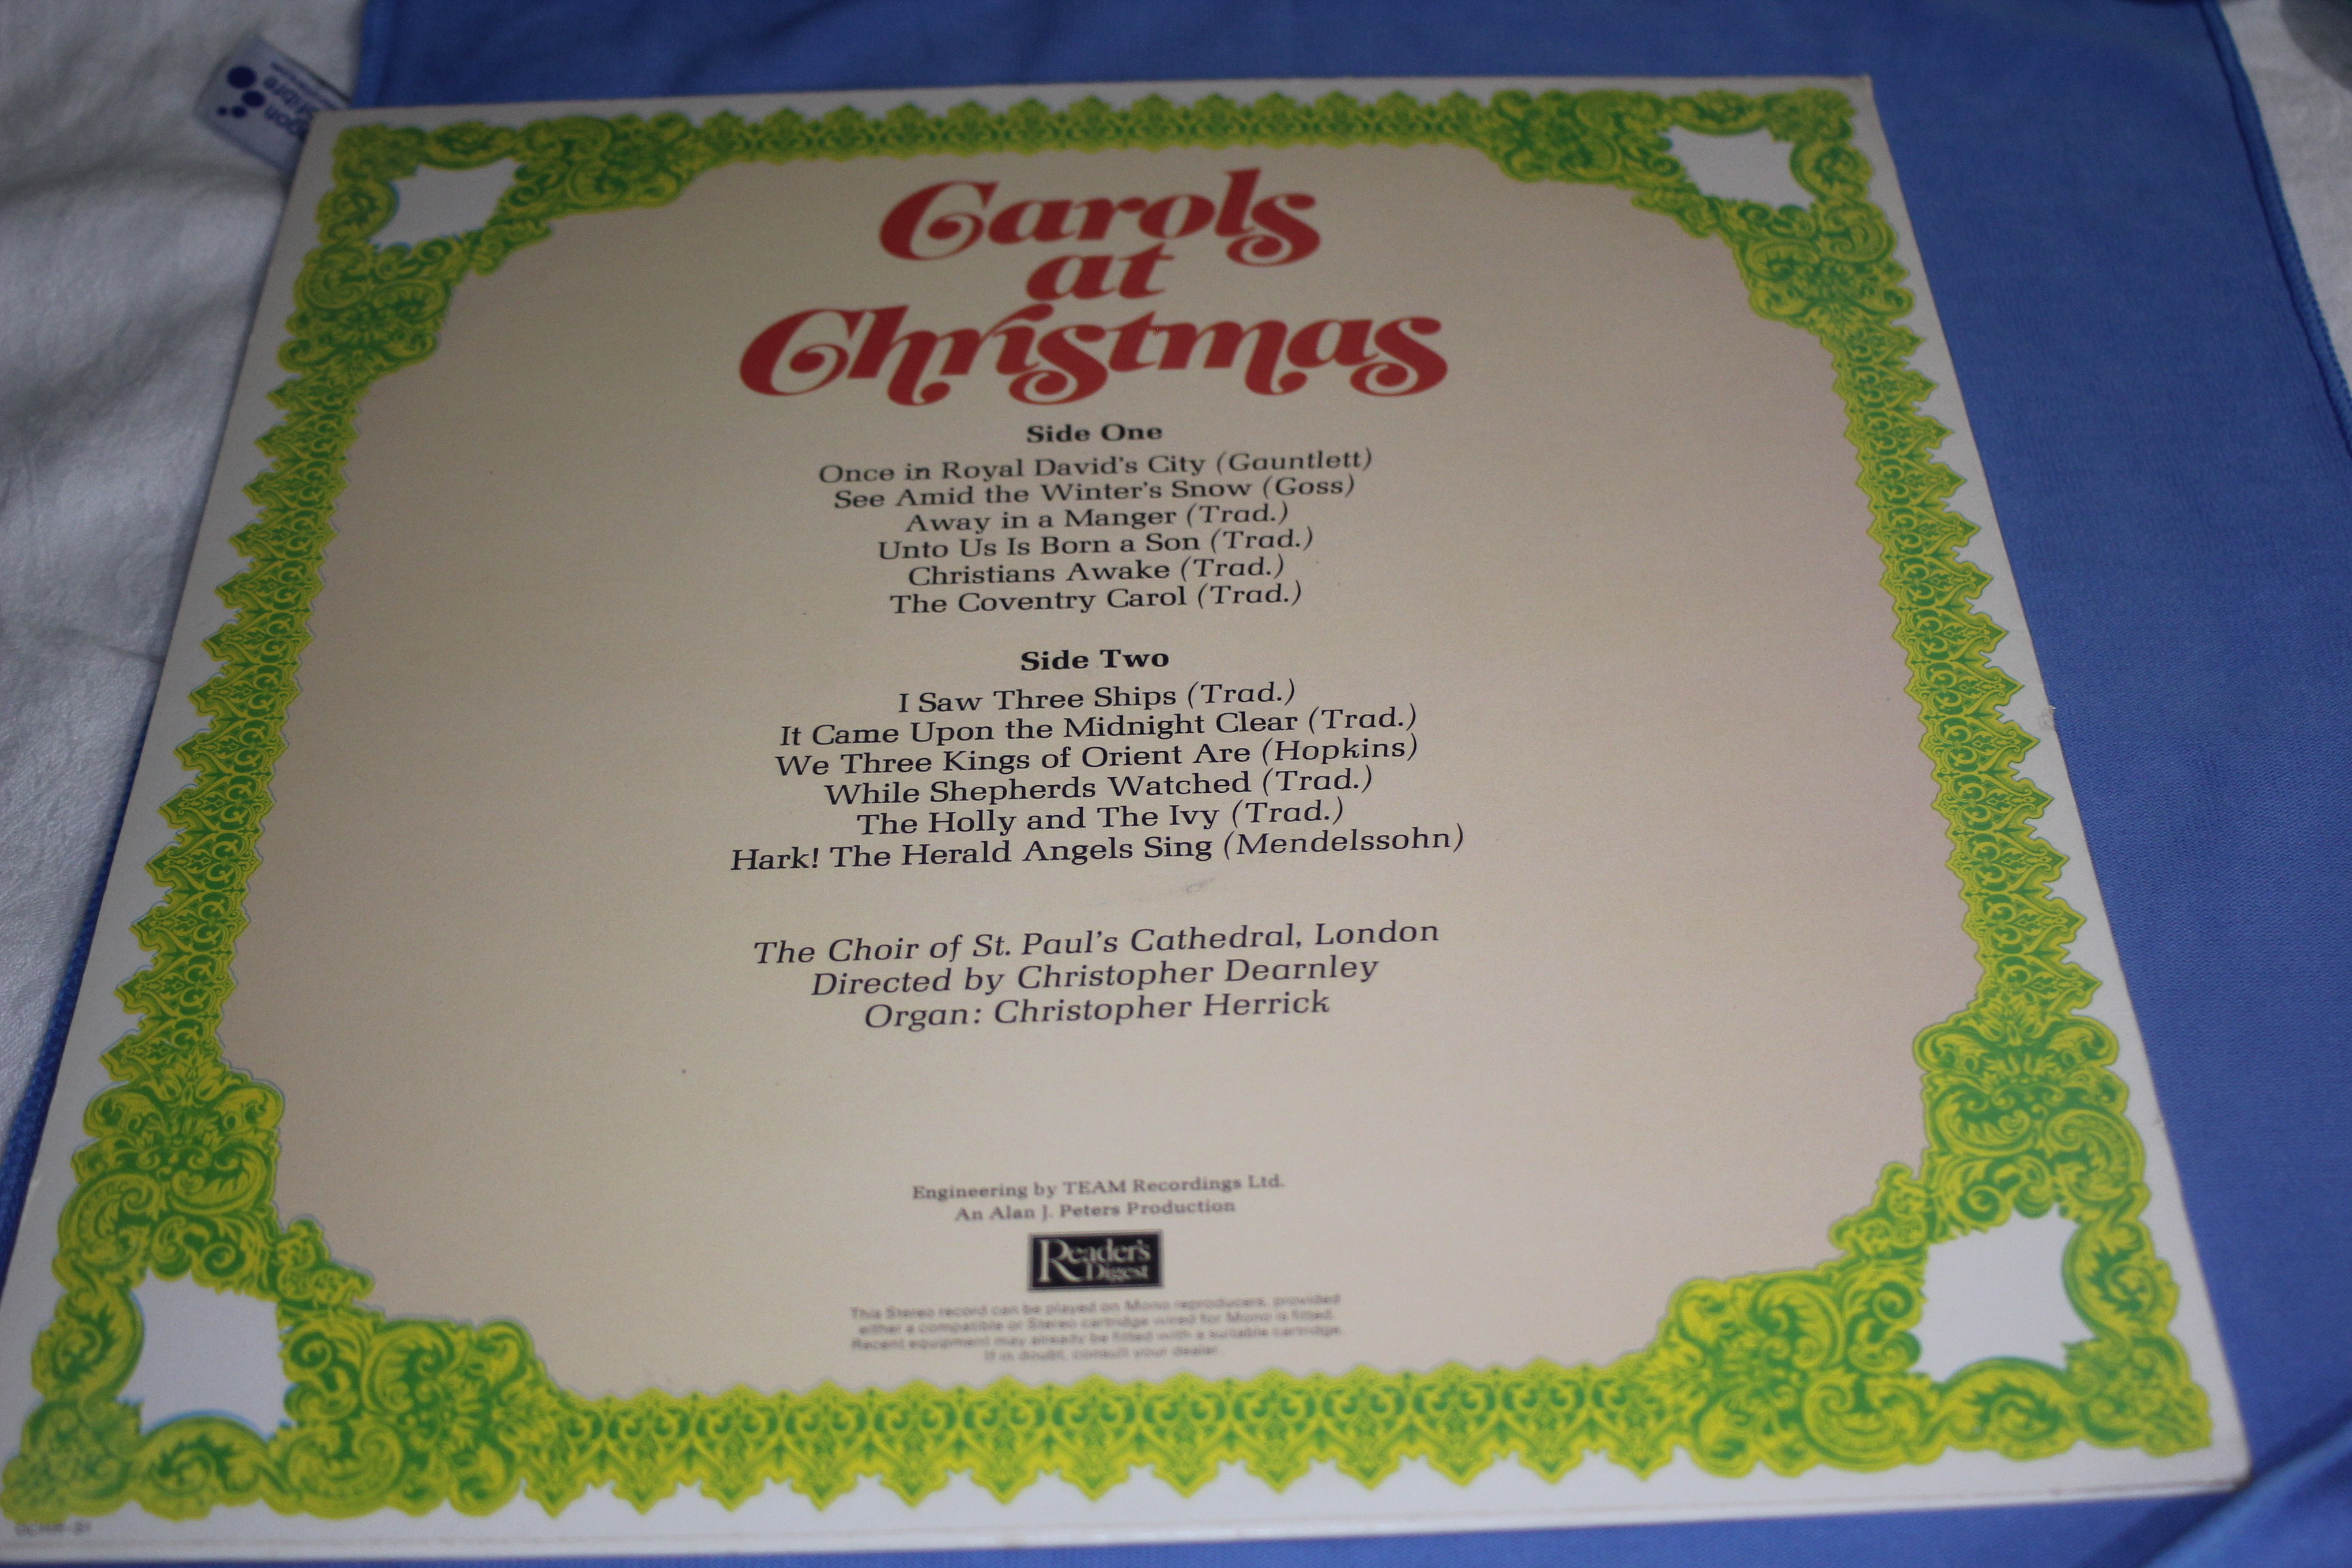 Carols
at
Christmas
Side One
Once in Royal David's City (Gauntlett)
See Amid the Winter's Snow (Goss)
Away in a Manger (Trad.)
Unto Us Is Born a Son (Trad.)
Christians Awake (Trad.)
The Coventry Carol (Trad.)
Side Two
I Saw Three Ships (Trad.)
It Came Upon the Midnight Clear (Trad.)
We Three Kings of Orient Are (Hopkins)
While Shepherds Watched (Trad.)
The Holly and The Ivy (Trad.)
Hark! The Herald Angels Sing (Mendelssohn)
The Choir of St. Paul's Cathedral, London
Directed by Christopher Dearnley
Organ: Christopher Herrick
Engineering by TEAM Recordings Ltd.
An Alan J. Peters Production
Reader's
Digest
This Stereo record can be played on Mono reproducers, provided
either a compatible or Stereo cartridge wired for Mono is fitted.
Recent equipment may already be fitted with a suitable cartridge.
If in doubt, consult your dealer.